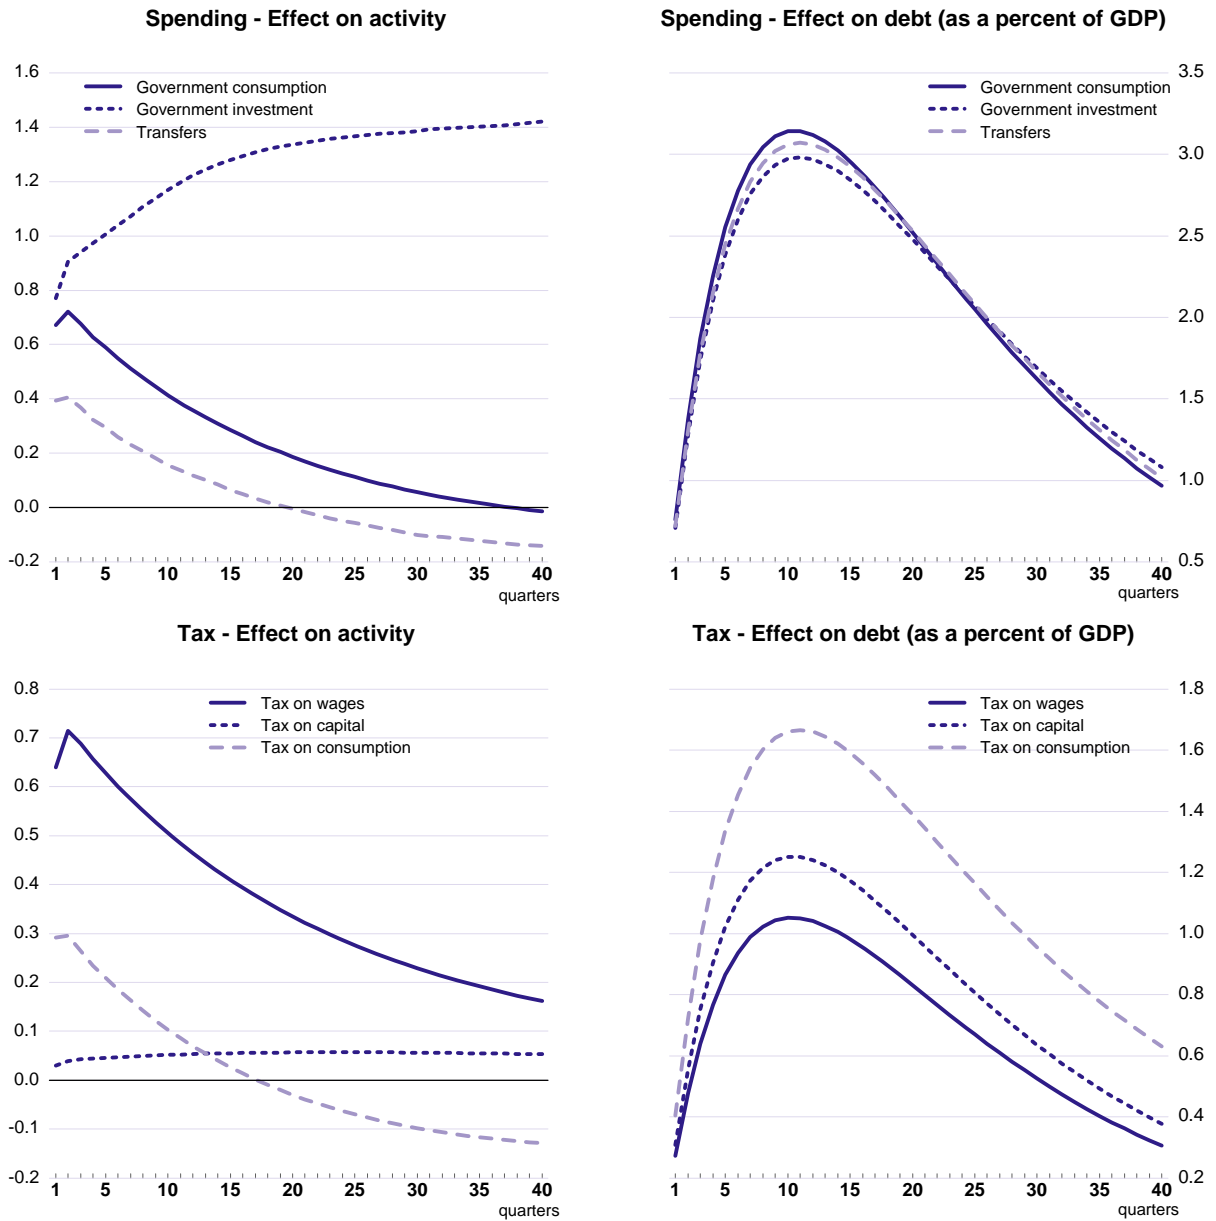 Spending - Effect on activity
1.6
1.4
1.2
1.0
0.8
0.6
0.4
0.2
0.0
-0.2
Government consumption
Government investment
Transfers
1 5 10 15 20 25 30 35 40
quarters
Spending - Effect on debt (as a percent of GDP)
Government consumption
Government investment
Transfers
3.5
3.0
2.5
2.0
1.5
1.0
0.5
1 5 10 15 20 25 30 35 40
quarters
Tax - Effect on activity
0.8
0.7
0.6
0.5
0.4
0.3
0.2
0.1
0.0
-0.1
-0.2
Tax on wages
Tax on capital
Tax on consumption
1 5 10 15 20 25 30 35 40
quarters
Tax - Effect on debt (as a percent of GDP)
Tax on wages
Tax on capital
Tax on consumption
1.8
1.6
1.4
1.2
1.0
0.8
0.6
0.4
0.2
1 5 10 15 20 25 30 35 40
quarters